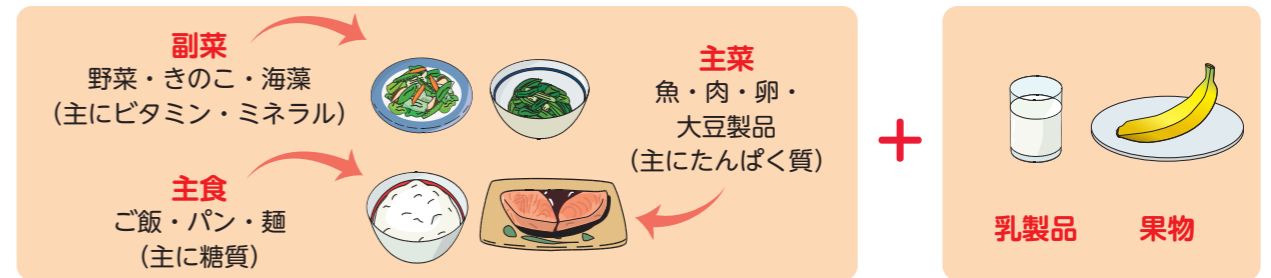 副菜
野菜・きのこ・海藻
（主にビタミン・ミネラル）
主菜
魚・肉・卵・
大豆製品
（主にたんぱく質）
主食
ご飯・パン・麺
（主に糖質）
＋
乳製品
果物